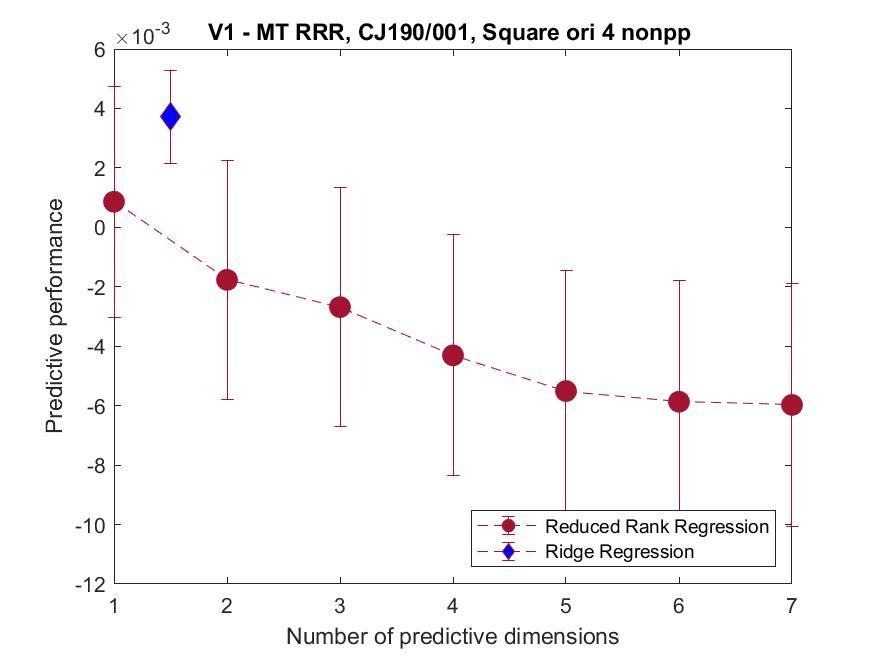 V1 - MT RRR, CJ190/001, Square ori 4 nonpp
×10-3
6
4
2
0
-2
-4
-6
-8
-10
-12
Predictive performance
Reduced Rank Regression
Ridge Regression
1 2 3 4 5 6 7
Number of predictive dimensions